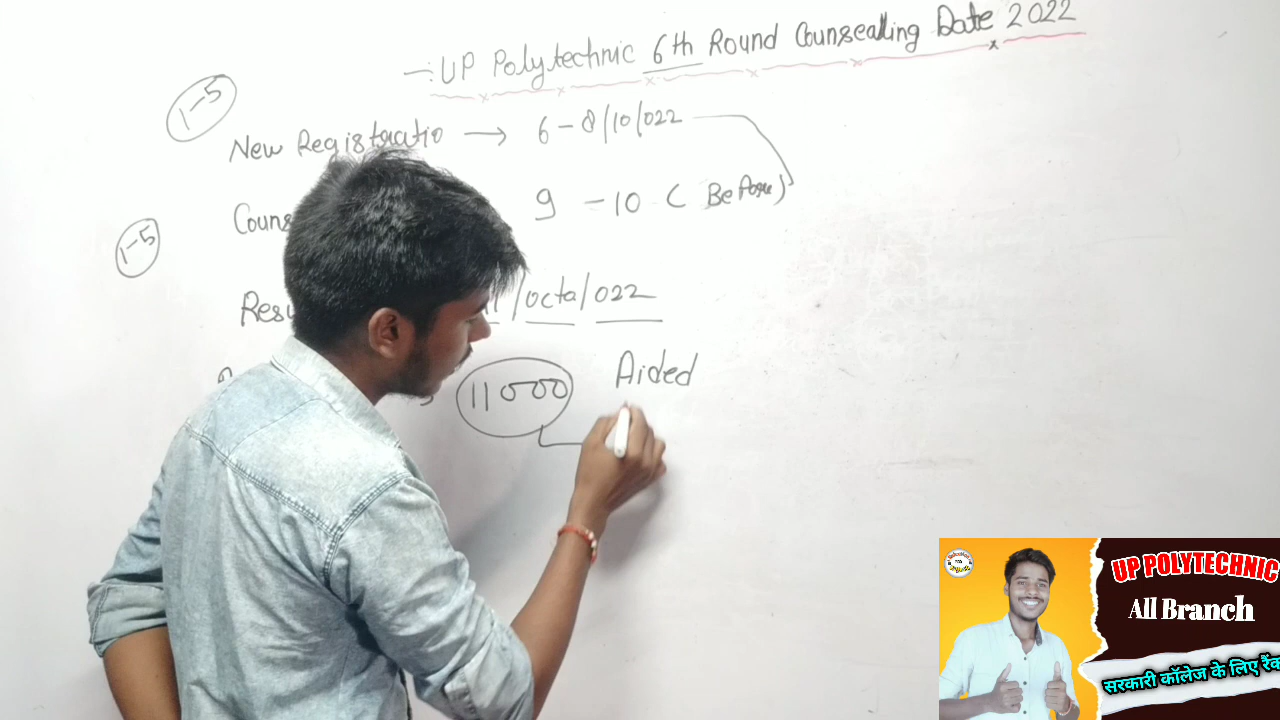 -: UP Polytechnic 6th Round Counsealling Date 2022
1-5
New Registratio → 6 - 8/10/022
Couns 9 - 10 ( Before)
1-5
Resu 11 /octa/022
11000 Aided
UP POLYTECHNIC
All Branch
सरकारी कॉलेज के लिए रैंक